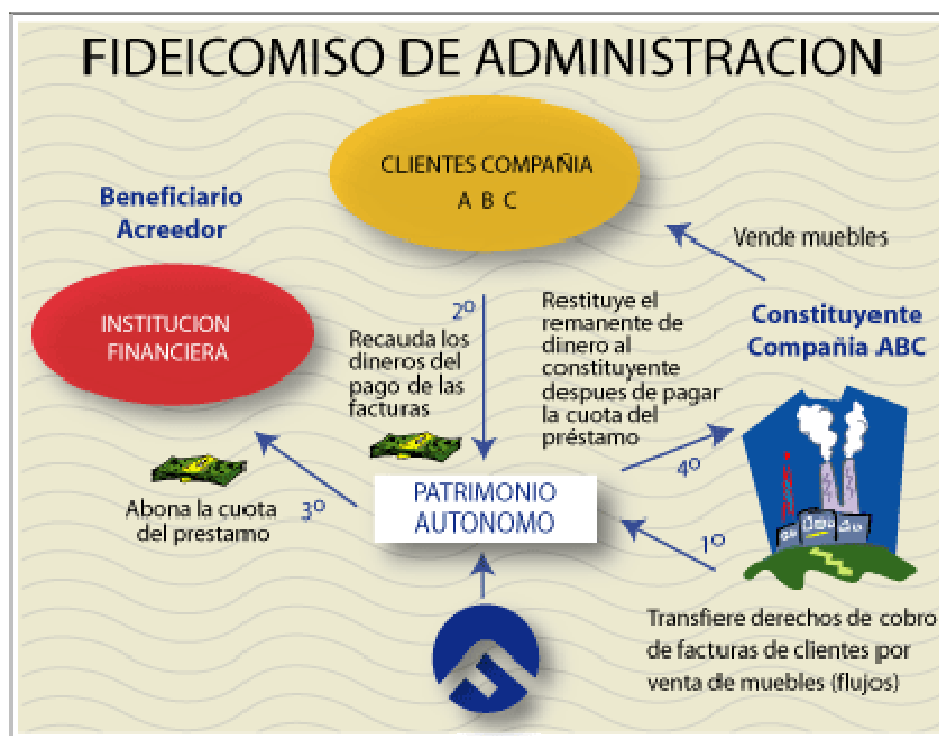 FIDEICOMISO DE ADMINISTRACION
CLIENTES COMPAÑIA
A B C
Beneficiario
Acreedor
Vende muebles
INSTITUCION
FINANCIERA
2º
Recauda los
dineros del
pago de las
facturas
Restituye el
remanente de
dinero al
constituyente
despues de pagar
la cuota del
préstamo
Constituyente
Compañia ABC
4º
PATRIMONIO
AUTONOMO
3º
Abona la cuota
del prestamo
1º
Transfiere derechos de cobro
de facturas de clientes por
venta de muebles (flujos)